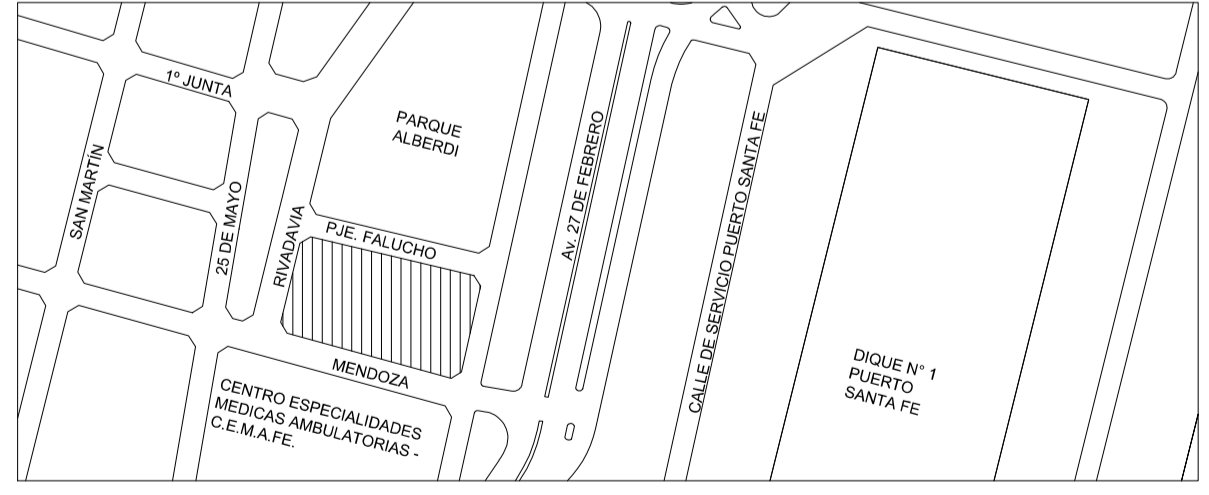 1º JUNTA
PARQUE
ALBERDI
SAN MARTÍN
25 DE MAYO
RIVADAVIA
PJE. FALUCHO
Av. 27 DE FEBRERO
CALLE DE SERVICIO PUERTO SANTA FE
MENDOZA
CENTRO ESPECIALIDADES
MEDICAS AMBULATORIAS -
C.E.M.A.FE.
DIQUE N° 1
PUERTO
SANTA FE